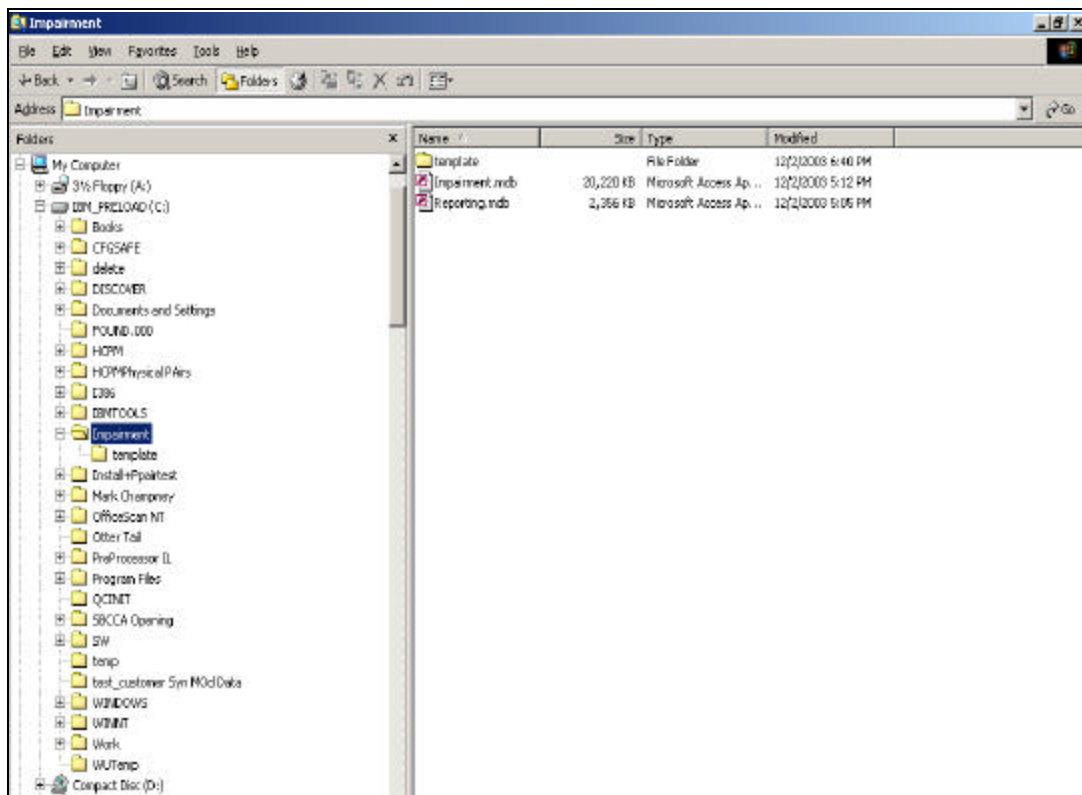 Impairment
File Edit View Favorites Tools Help
Back Search Folders
Address Impairment Go
Folders
Name Size Type Modified
My Computer
3½ Floppy (A:)
IBM_PRELOAD (C:)
Books
CFGSAFE
delete
DISCOVER
Documents and Settings
FOUND.000
HCPM
HCPMPhysicalPAirs
I386
IBMTOOLS
Impairment
template
Install+Ppairtest
Mark Champney
OfficeScan NT
Otter Tail
PreProcessor IL
Program Files
QCINIT
SBCCA Opening
SW
temp
test_customer Syn MOdData
WINDOWS
WINNT
Work
WUTemp
Compact Disc (D:)
template File Folder 12/2/2003 6:40 PM
Impairment.mdb 20,220 KB Microsoft Access Ap... 12/2/2003 5:12 PM
Reporting.mdb 2,356 KB Microsoft Access Ap... 12/2/2003 5:05 PM